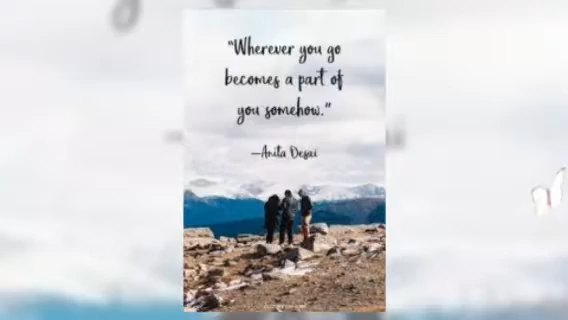 “Wherever you go
becomes a part of
you somehow.”
—Anita Desai